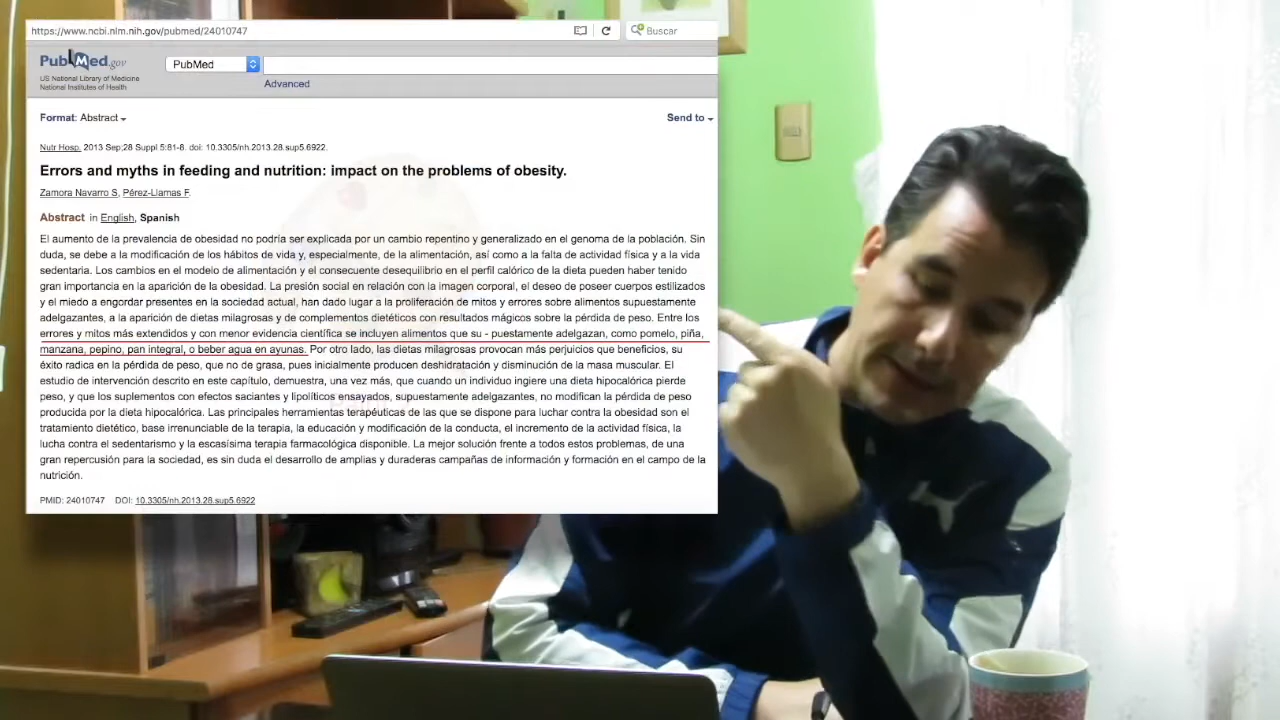 https://www.ncbi.nlm.nih.gov/pubmed/24010747
Buscar
PubMed.gov
US National Library of Medicine
National Institutes of Health
PubMed
Advanced
Format: Abstract
Send to
Nutr Hosp. 2013 Sep;28 Suppl 5:81-8. doi: 10.3305/nh.2013.28.sup5.6922.
Errors and myths in feeding and nutrition: impact on the problems of obesity.
Zamora Navarro S, Pérez-Llamas F.
Abstract in English, Spanish
El aumento de la prevalencia de obesidad no podría ser explicada por un cambio repentino y generalizado en el genoma de la población. Sin
duda, se debe a la modificación de los hábitos de vida y, especialmente, de la alimentación, así como a la falta de actividad física y a la vida
sedentaria. Los cambios en el modelo de alimentación y el consecuente desequilibrio en el perfil calórico de la dieta pueden haber tenido
gran importancia en la aparición de la obesidad. La presión social en relación con la imagen corporal, el deseo de poseer cuerpos estilizados
y el miedo a engordar presentes en la sociedad actual, han dado lugar a la proliferación de mitos y errores sobre alimentos supuestamente
adelgazantes, a la aparición de dietas milagrosas y de complementos dietéticos con resultados mágicos sobre la pérdida de peso. Entre los
errores y mitos más extendidos y con menor evidencia científica se incluyen alimentos que su - puestamente adelgazan, como pomelo, piña,
manzana, pepino, pan integral, o beber agua en ayunas. Por otro lado, las dietas milagrosas provocan más perjuicios que beneficios, su
éxito radica en la pérdida de peso, que no de grasa, pues inicialmente producen deshidratación y disminución de la masa muscular. El
estudio de intervención descrito en este capítulo, demuestra, una vez más, que cuando un individuo ingiere una dieta hipocalórica pierde
peso, y que los suplementos con efectos saciantes y lipolíticos ensayados, supuestamente adelgazantes, no modifican la pérdida de peso
producida por la dieta hipocalórica. Las principales herramientas terapéuticas de las que se dispone para luchar contra la obesidad son el
tratamiento dietético, base irrenunciable de la terapia, la educación y modificación de la conducta, el incremento de la actividad física, la
lucha contra el sedentarismo y la escasísima terapia farmacológica disponible. La mejor solución frente a todos estos problemas, de una
gran repercusión para la sociedad, es sin duda el desarrollo de amplias y duraderas campañas de información y formación en el campo de la
nutrición.
PMID: 24010747 DOI: 10.3305/nh.2013.28.sup5.6922